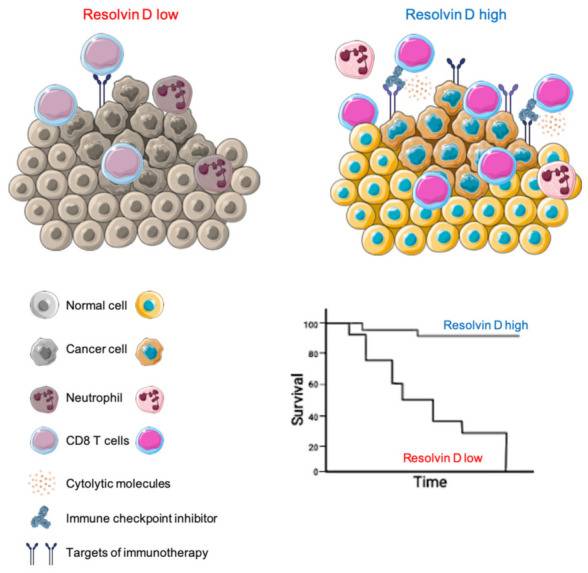 Resolvin D low
Resolvin D high
Normal cell
Cancer cell
Neutrophil
CD8 T cells
Cytolytic molecules
Immune checkpoint inhibitor
Targets of immunotherapy
Survival
100
80
60
40
20
0
Resolvin D high
Resolvin D low
Time